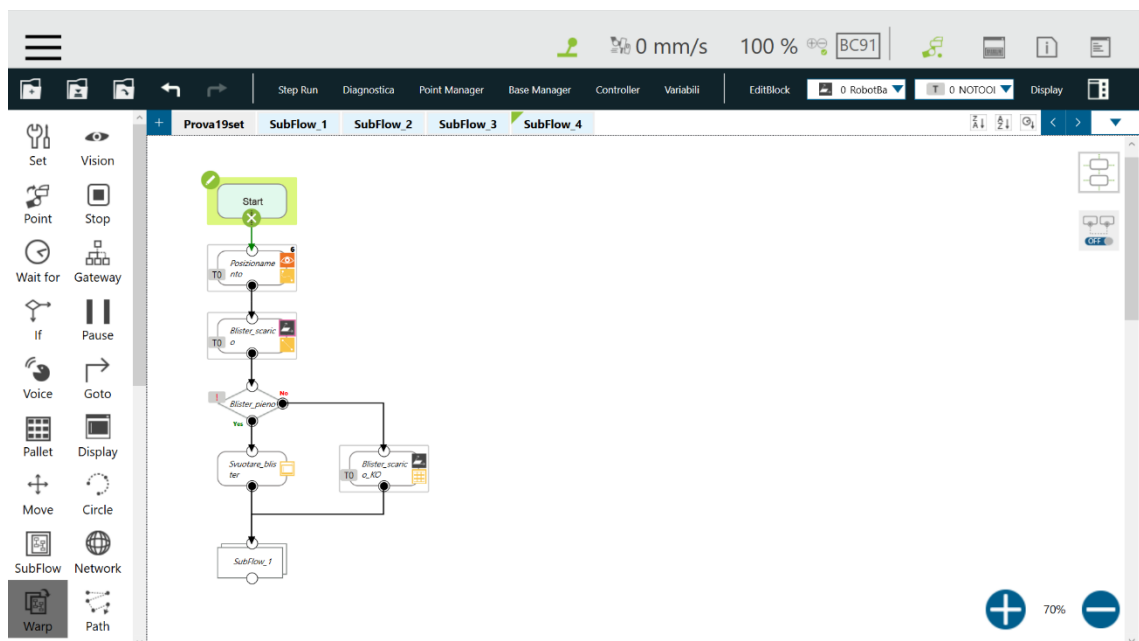 0 mm/s 100 % BC91
Step Run Diagnostica Point Manager Base Manager Controller Variabili EditBlock 0 RobotBa T 0 NOTOOl Display
+ Prova19set SubFlow_1 SubFlow_2 SubFlow_3 SubFlow_4
Set Vision
Point Stop
Wait for Gateway
If Pause
Voice Goto
Pallet Display
Move Circle
SubFlow Network
Warp Path
Start
6
Posizioname
T0 nto
Blister_scaric
T0 o
! Blister_pieno No
Yes
Svuotare_blis
ter
Blister_scaric
T0 o_KO
SubFlow_1
OFF
70%